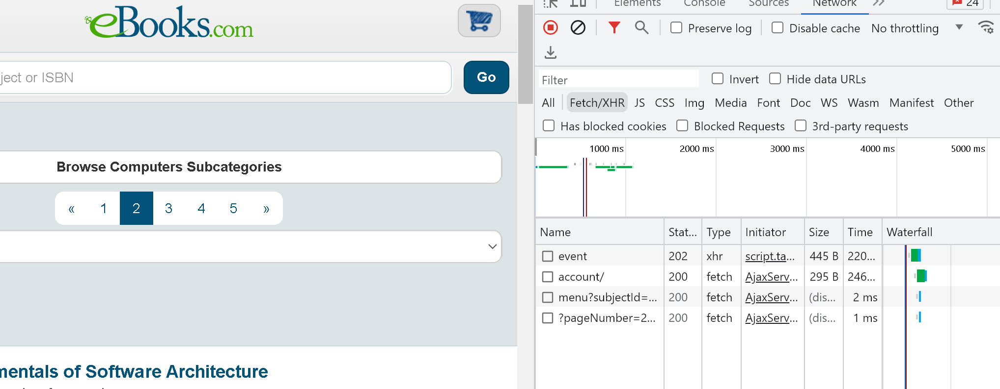 eBooks.com
ject or ISBN
Go
Browse Computers Subcategories
« 1 2 3 4 5 »
mentals of Software Architecture
Elements Console Sources Network 24
Preserve log Disable cache No throttling
Filter Invert Hide data URLs
All Fetch/XHR JS CSS Img Media Font Doc WS Wasm Manifest Other
Has blocked cookies Blocked Requests 3rd-party requests
1000 ms 2000 ms 3000 ms 4000 ms 5000 ms
Name Stat... Type Initiator Size Time Waterfall
event 202 xhr script.ta... 445 B 220...
account/ 200 fetch AjaxServ... 295 B 246...
menu?subjectId=... 200 fetch AjaxServ... (dis... 2 ms
?pageNumber=2... 200 fetch AjaxServ... (dis... 1 ms